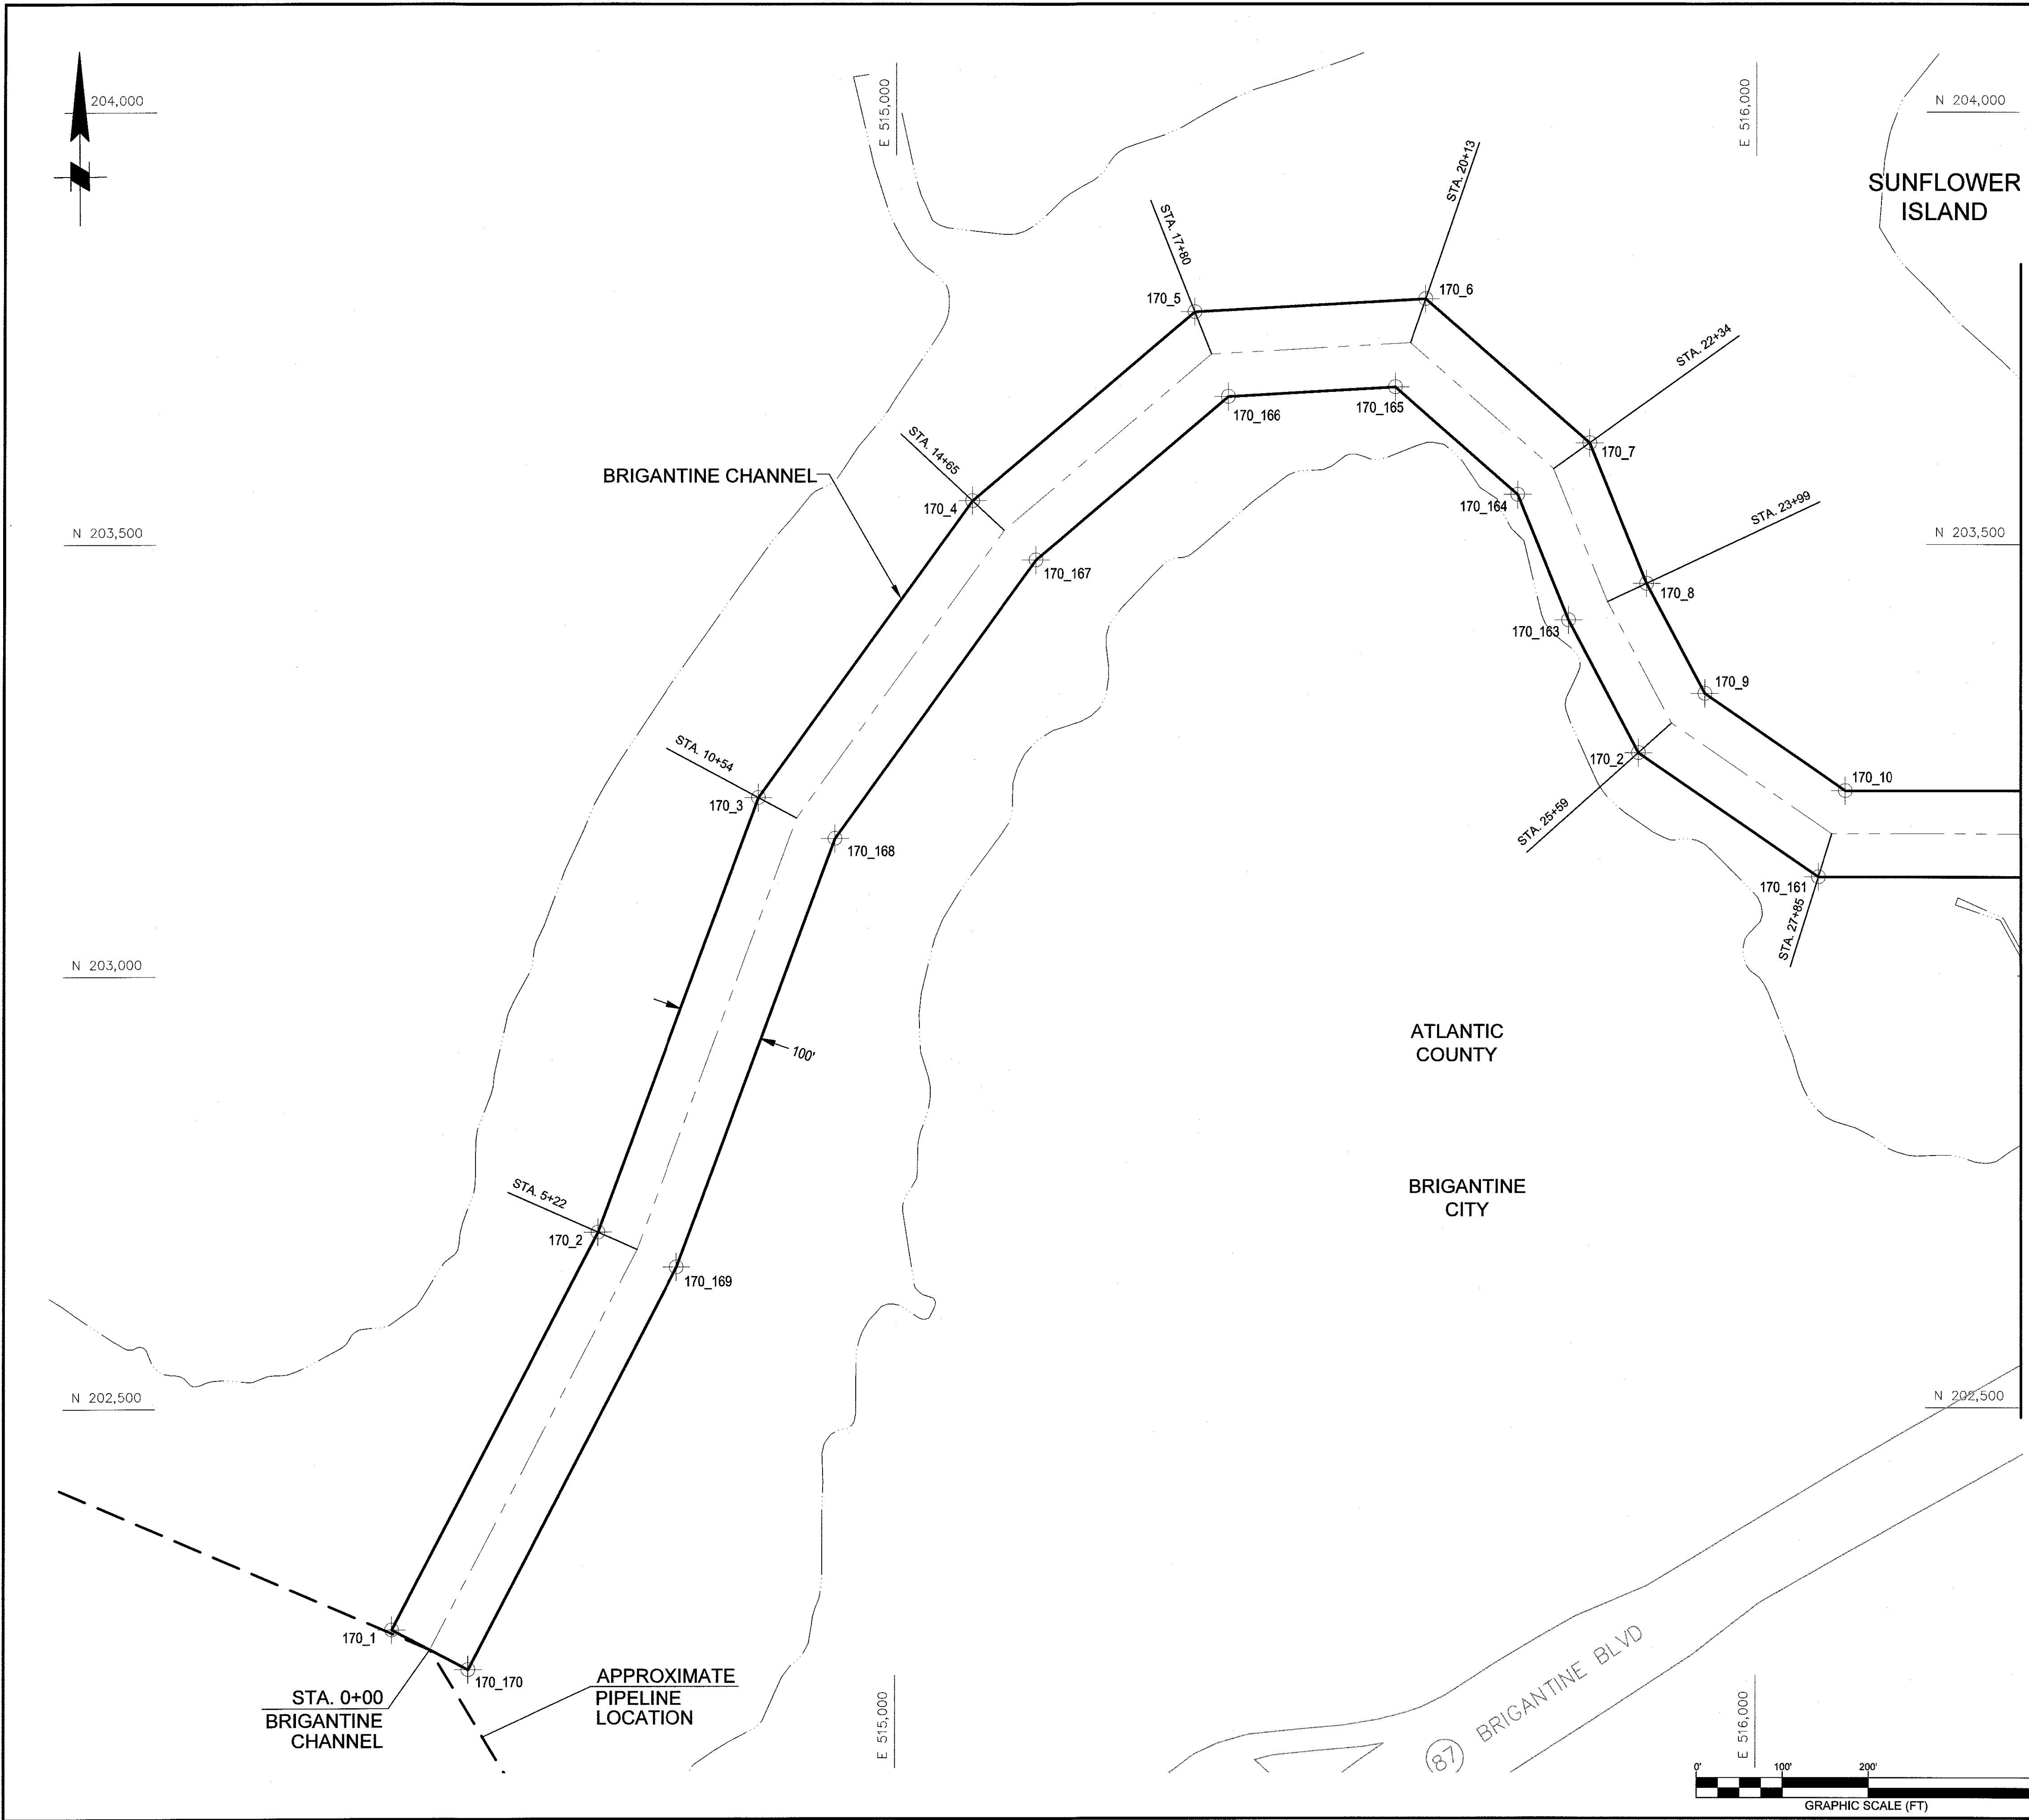 204,000
E 515,000
E 516,000
N 204,000
SUNFLOWER
ISLAND
STA. 20+13
STA. 17+80
170_5
170_6
STA. 22+34
170_166
170_165
STA. 14+65
BRIGANTINE CHANNEL
170_4
170_7
170_164
STA. 23+99
N 203,500
N 203,500
170_167
170_8
170_163
170_9
STA. 10+54
170_2
170_10
170_3
STA. 25+59
170_168
170_161
STA. 27+85
N 203,000
100'
ATLANTIC
COUNTY
STA. 5+22
BRIGANTINE
CITY
170_2
170_169
N 202,500
N 202,500
170_1
170_170
STA. 0+00
BRIGANTINE
CHANNEL
APPROXIMATE
PIPELINE
LOCATION
E 515,000
87 BRIGANTINE BLVD
E 516,000
0' 100' 200'
GRAPHIC SCALE (FT)